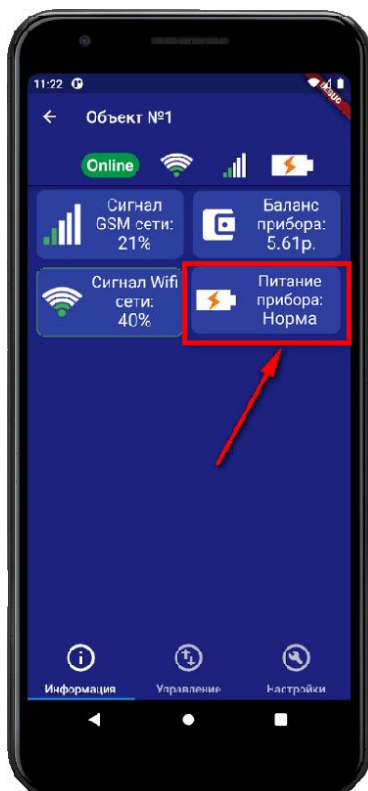 11:22
DEBUG
Объект №1
Online
Сигнал
GSM сети:
21%
Баланс
прибора:
5.61р.
Сигнал Wifi
сети:
40%
Питание
прибора:
Норма
Информация
Управление
Настройки